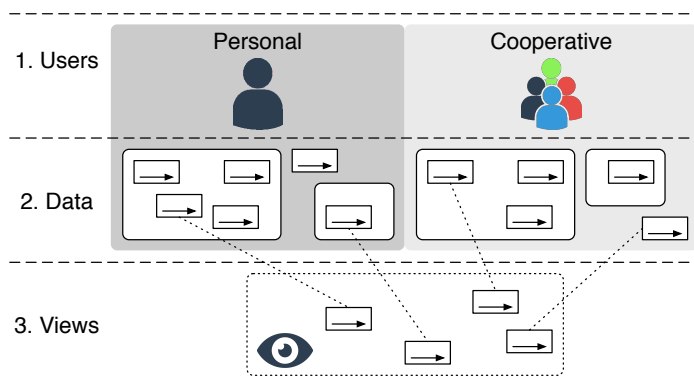 Personal
Cooperative
1. Users
2. Data
3. Views